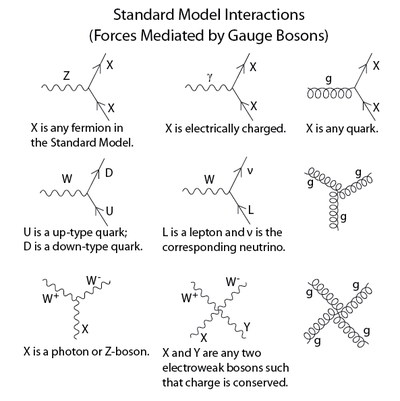 Standard Model Interactions
(Forces Mediated by Gauge Bosons)
Z X X
γ X X
g X X
X is any fermion in
the Standard Model.
X is electrically charged.
X is any quark.
W D U
W ν L
g g g
U is a up-type quark;
D is a down-type quark.
L is a lepton and ν is the
corresponding neutrino.
W⁺ W⁻ X
W⁺ W⁻ X Y
g g g g
X is a photon or Z-boson.
X and Y are any two
electroweak bosons such
that charge is conserved.